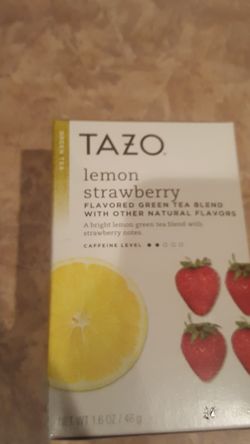 GREEN TEA
TAZO
lemon
strawberry
FLAVORED GREEN TEA BLEND
WITH OTHER NATURAL FLAVORS
A bright lemon green tea blend with
strawberry notes.
CAFFEINE LEVEL
NET WT 1.6 OZ / 46g